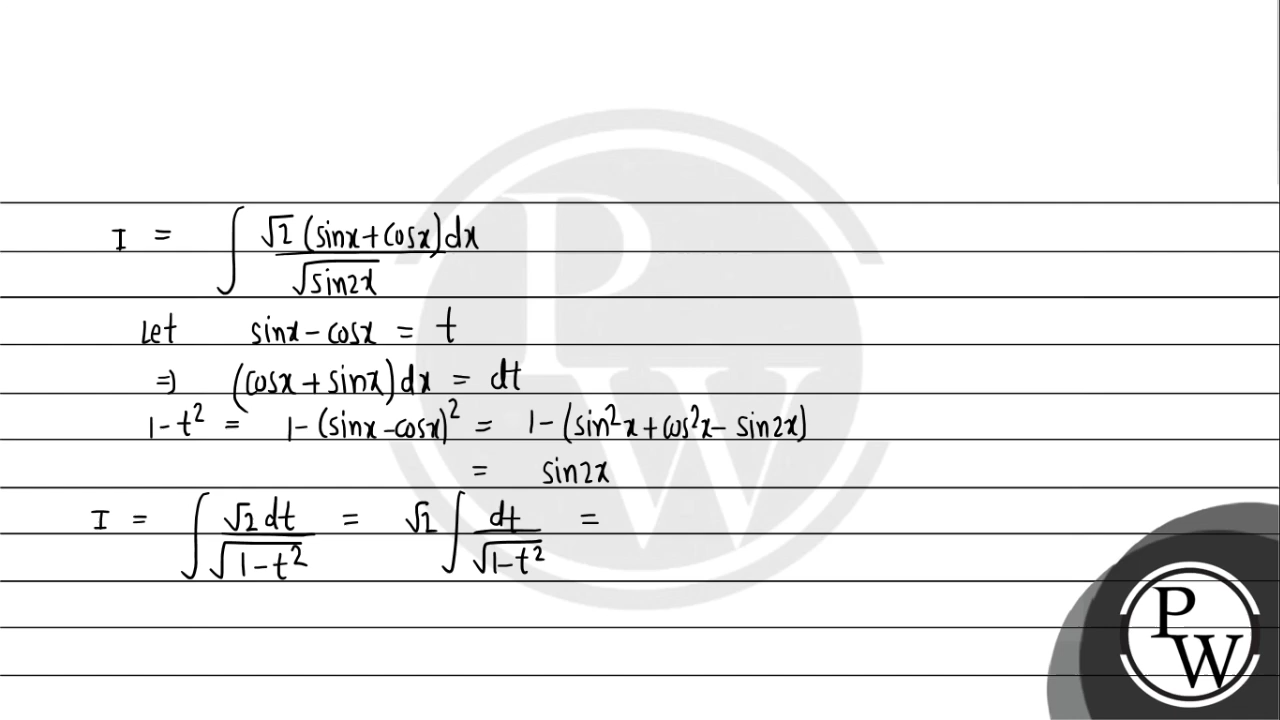 I = ∫ √2 (sinx + cosx) dx / √sin2x
Let sinx - cosx = t
⇒ (cosx + sinx) dx = dt
1 - t² = 1 - (sinx - cosx)² = 1 - (sin²x + cos²x - sin2x)
= sin2x
I = ∫ √2 dt / √1-t² = √2 ∫ dt / √1-t² =
P
W
P
W